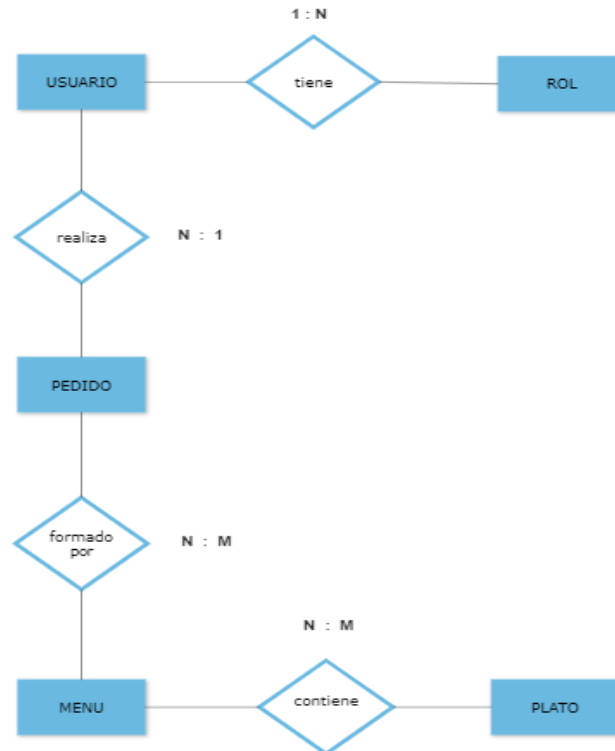 1 : N
USUARIO
tiene
ROL
realiza
N : 1
PEDIDO
formado
por
N : M
N : M
MENU
contiene
PLATO